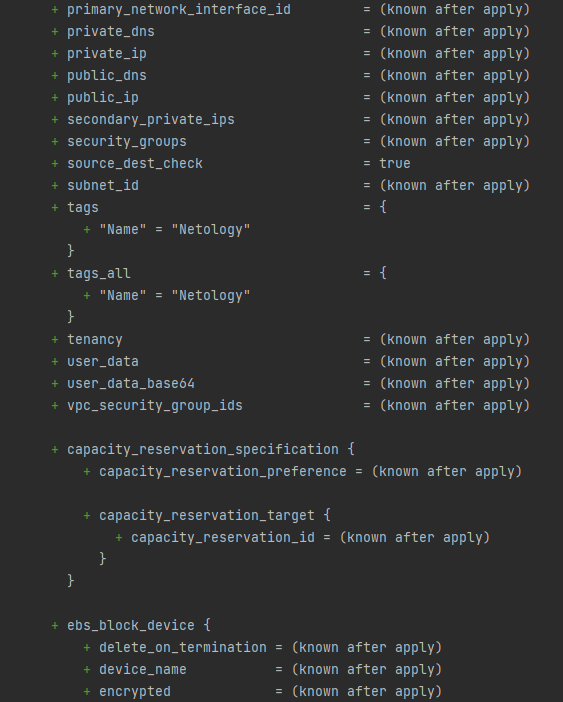 + primary_network_interface_id         = (known after apply)
+ private_dns                          = (known after apply)
+ private_ip                           = (known after apply)
+ public_dns                           = (known after apply)
+ public_ip                            = (known after apply)
+ secondary_private_ips                = (known after apply)
+ security_groups                      = (known after apply)
+ source_dest_check                    = true
+ subnet_id                            = (known after apply)
+ tags                                 = {
    + "Name" = "Netology"
  }
+ tags_all                             = {
    + "Name" = "Netology"
  }
+ tenancy                              = (known after apply)
+ user_data                            = (known after apply)
+ user_data_base64                     = (known after apply)
+ vpc_security_group_ids               = (known after apply)

+ capacity_reservation_specification {
    + capacity_reservation_preference = (known after apply)

    + capacity_reservation_target {
        + capacity_reservation_id = (known after apply)
      }
  }

+ ebs_block_device {
    + delete_on_termination = (known after apply)
    + device_name           = (known after apply)
    + encrypted             = (known after apply)